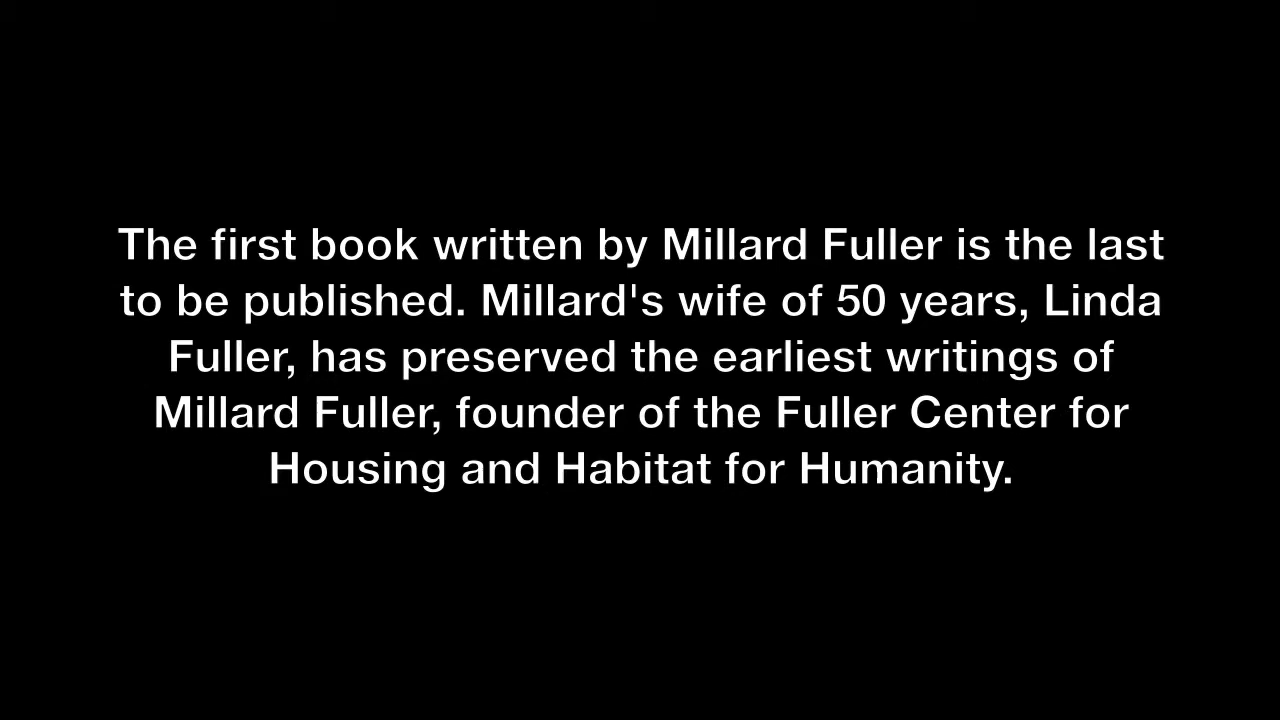 The first book written by Millard Fuller is the last
to be published. Millard's wife of 50 years, Linda
Fuller, has preserved the earliest writings of
Millard Fuller, founder of the Fuller Center for
Housing and Habitat for Humanity.